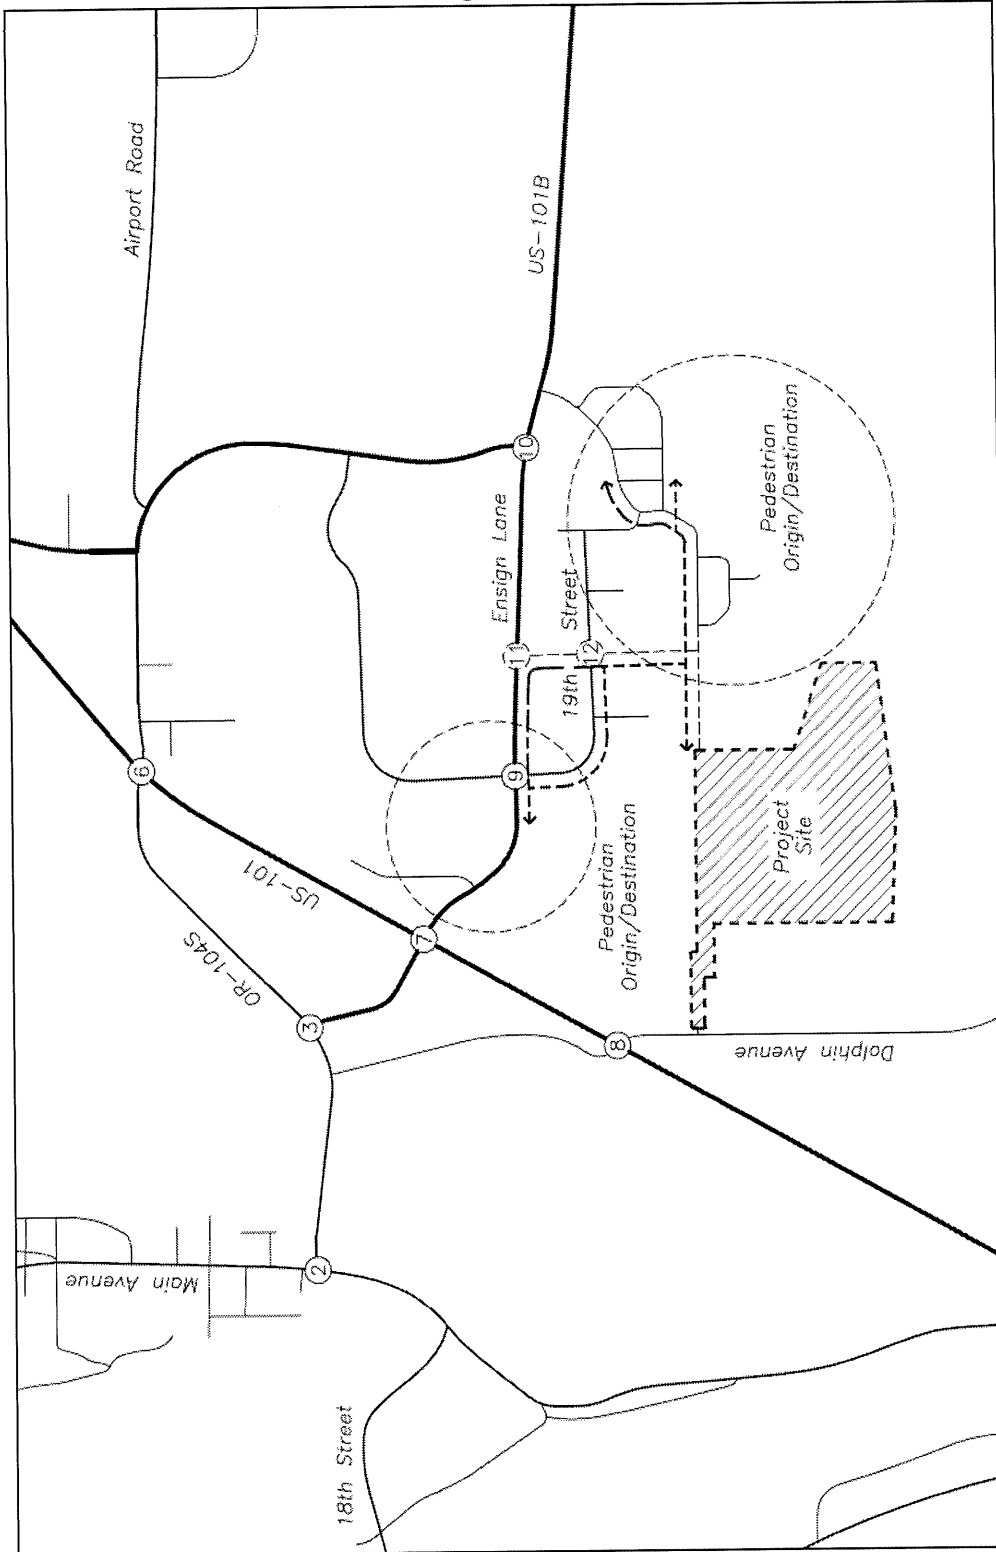 Airport Road
US-101B
6
10
Ensign Lane
11
19th Street
12
9
Pedestrian
Origin/Destination
US-101
7
OR-104S
3
Pedestrian
Origin/Destination
Project
Site
8
Dolphin Avenue
Main Avenue
2
18th Street